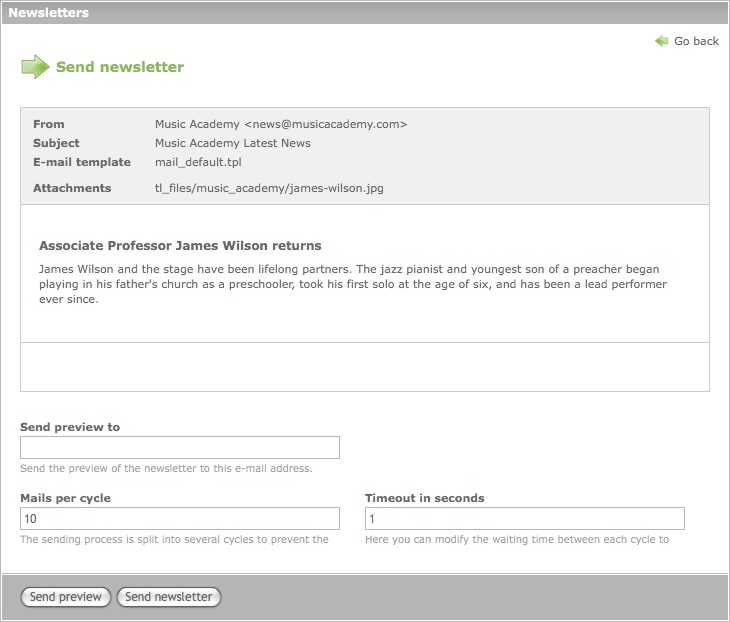 Newsletters
Go back
Send newsletter
From Music Academy <news@musicacademy.com>
Subject Music Academy Latest News
E-mail template mail_default.tpl
Attachments tl_files/music_academy/james-wilson.jpg
Associate Professor James Wilson returns
James Wilson and the stage have been lifelong partners. The jazz pianist and youngest son of a preacher began
playing in his father's church as a preschooler, took his first solo at the age of six, and has been a lead performer
ever since.
Send preview to
Send the preview of the newsletter to this e-mail address.
Mails per cycle Timeout in seconds
10 1
The sending process is split into several cycles to prevent the Here you can modify the waiting time between each cycle to
Send preview Send newsletter